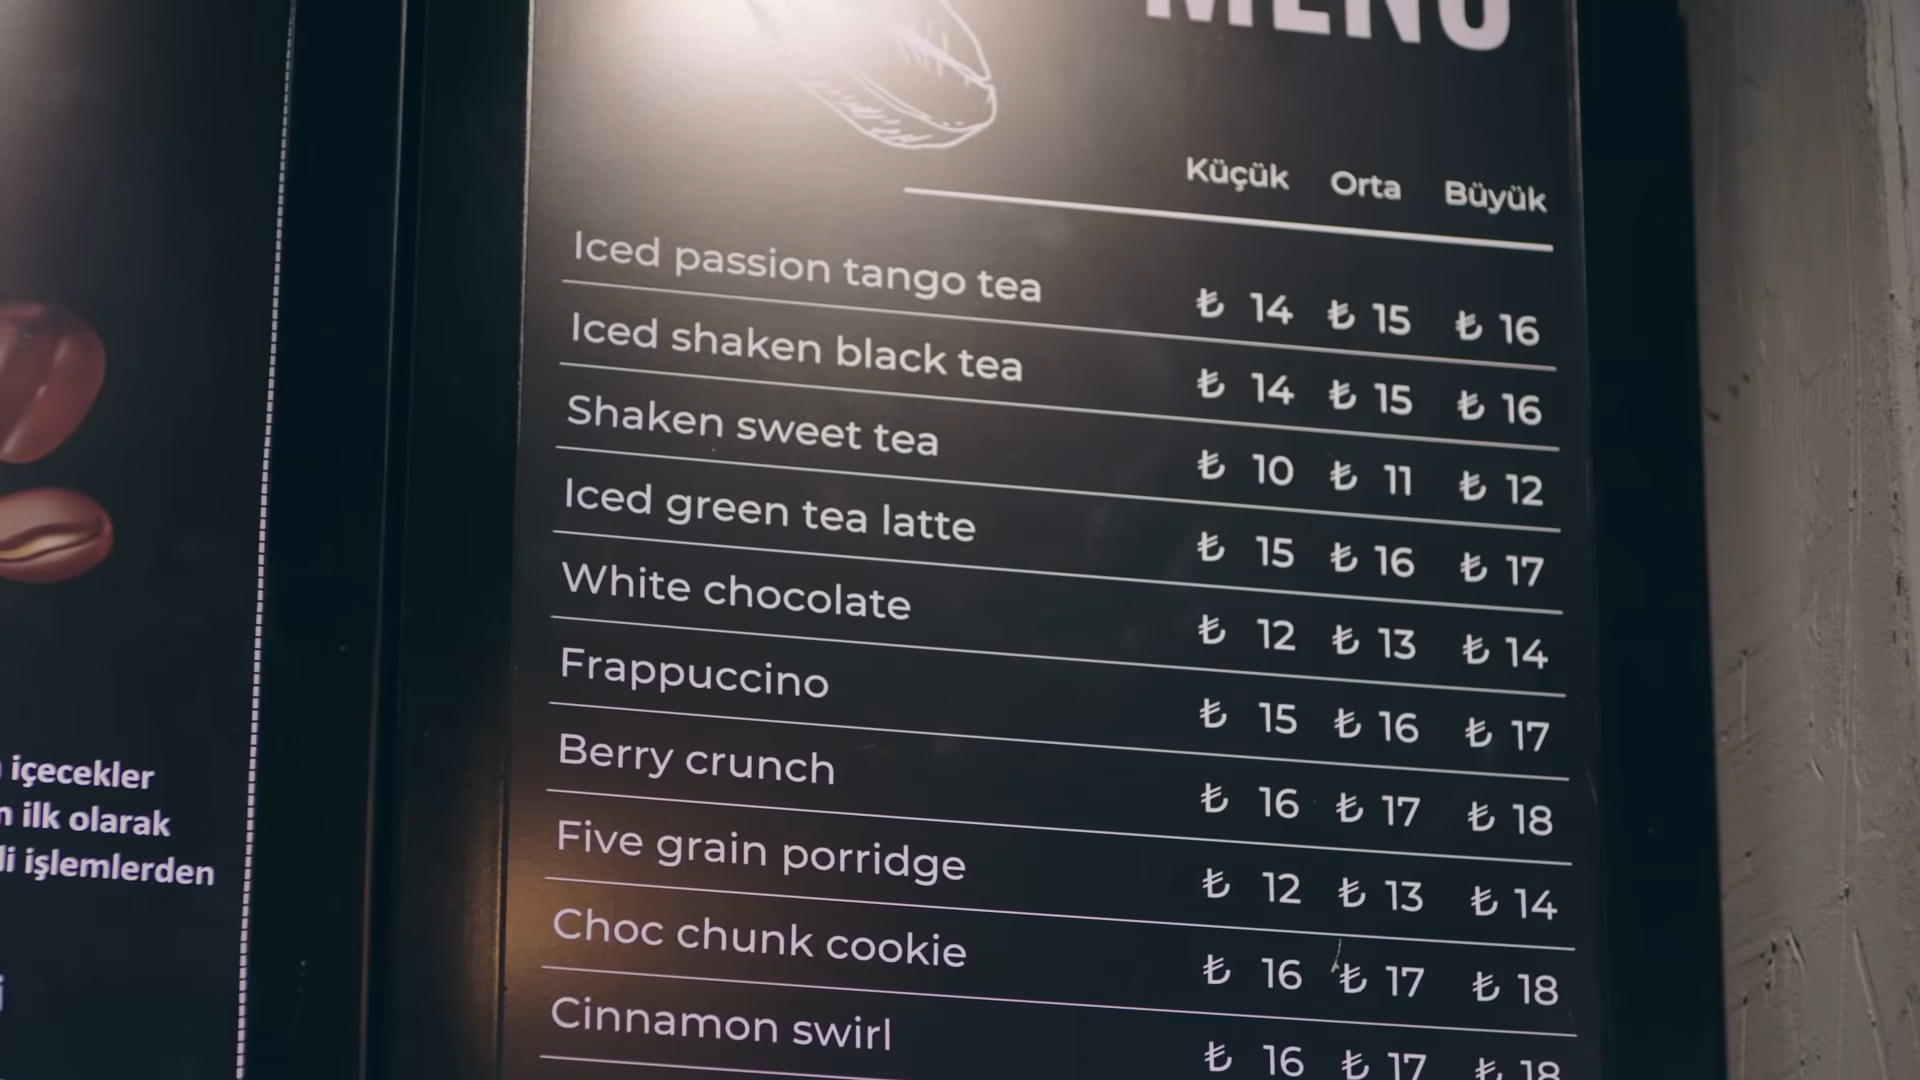 MENU
Küçük Orta Büyük
Iced passion tango tea ₺ 14 ₺ 15 ₺ 16
Iced shaken black tea ₺ 14 ₺ 15 ₺ 16
Shaken sweet tea ₺ 10 ₺ 11 ₺ 12
Iced green tea latte ₺ 15 ₺ 16 ₺ 17
White chocolate ₺ 12 ₺ 13 ₺ 14
Frappuccino ₺ 15 ₺ 16 ₺ 17
Berry crunch ₺ 16 ₺ 17 ₺ 18
Five grain porridge ₺ 12 ₺ 13 ₺ 14
Choc chunk cookie ₺ 16 ₺ 17 ₺ 18
Cinnamon swirl ₺ 16 ₺ 17 ₺ 18
içecekler
ilk olarak
işlemlerden